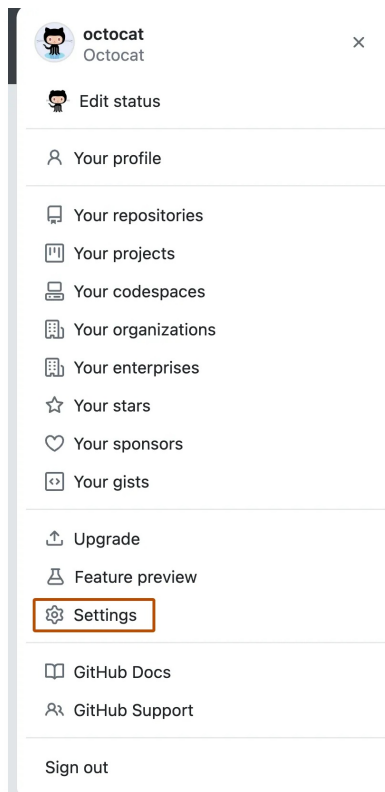 octocat
Octocat
Edit status
Your profile
Your repositories
Your projects
Your codespaces
Your organizations
Your enterprises
Your stars
Your sponsors
Your gists
Upgrade
Feature preview
Settings
GitHub Docs
GitHub Support
Sign out